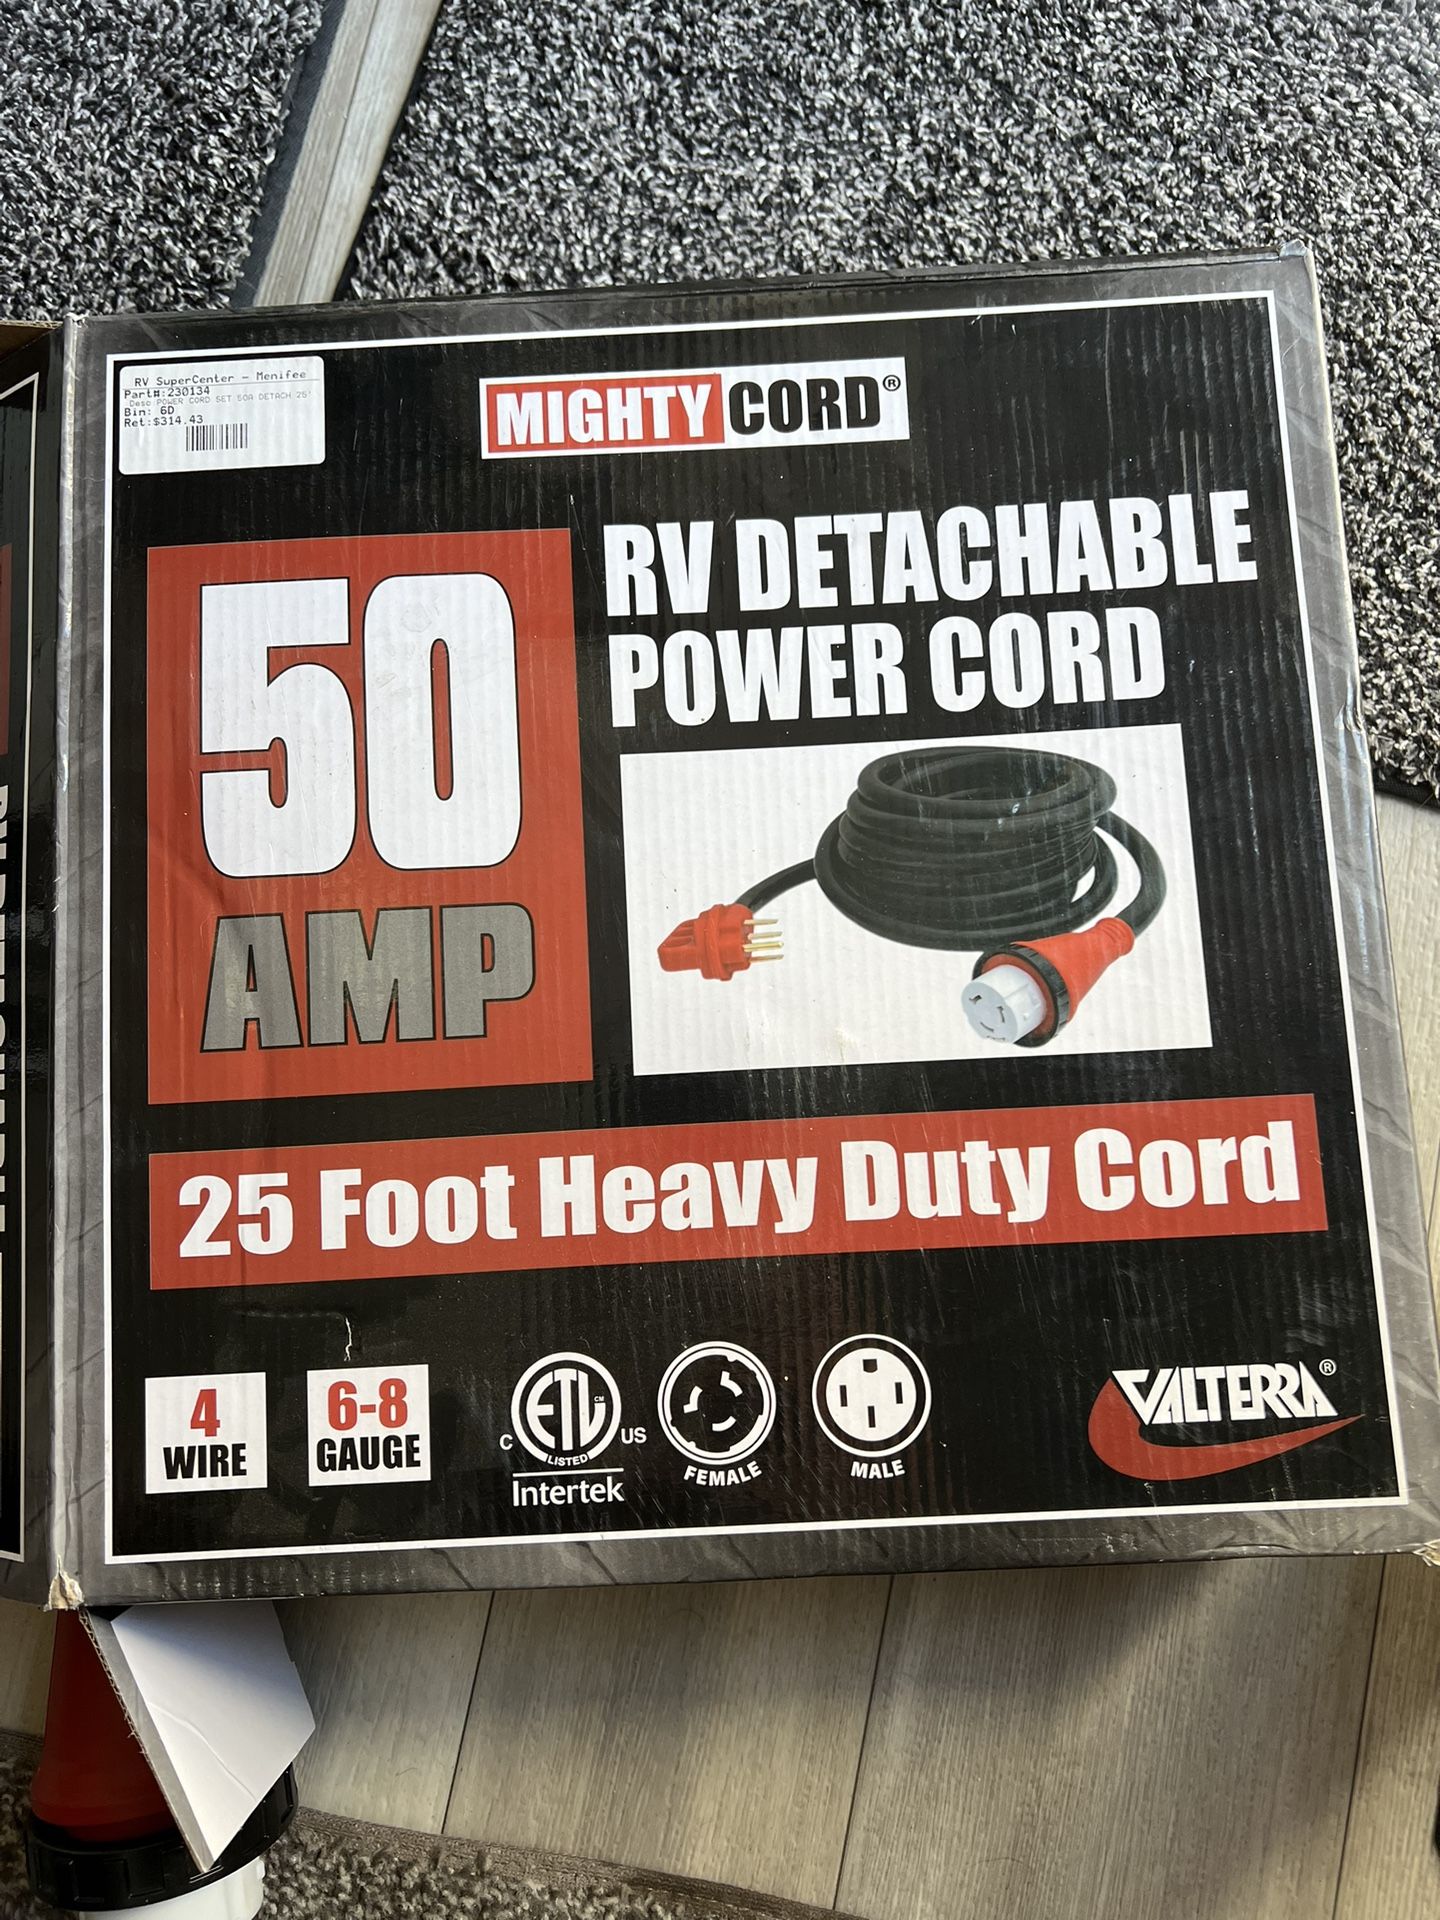 RV SuperCenter - Menifee
Part#:230134
Desc POWER CORD SET 50A DETACH 25'
Bin: 6D
Ret:$314.43
MIGHTY CORD®
50
AMP
RV DETACHABLE
POWER CORD
25 Foot Heavy Duty Cord
4
WIRE
6-8
GAUGE
C ETL CM US
LISTED
Intertek
FEMALE
MALE
VALTERRA®